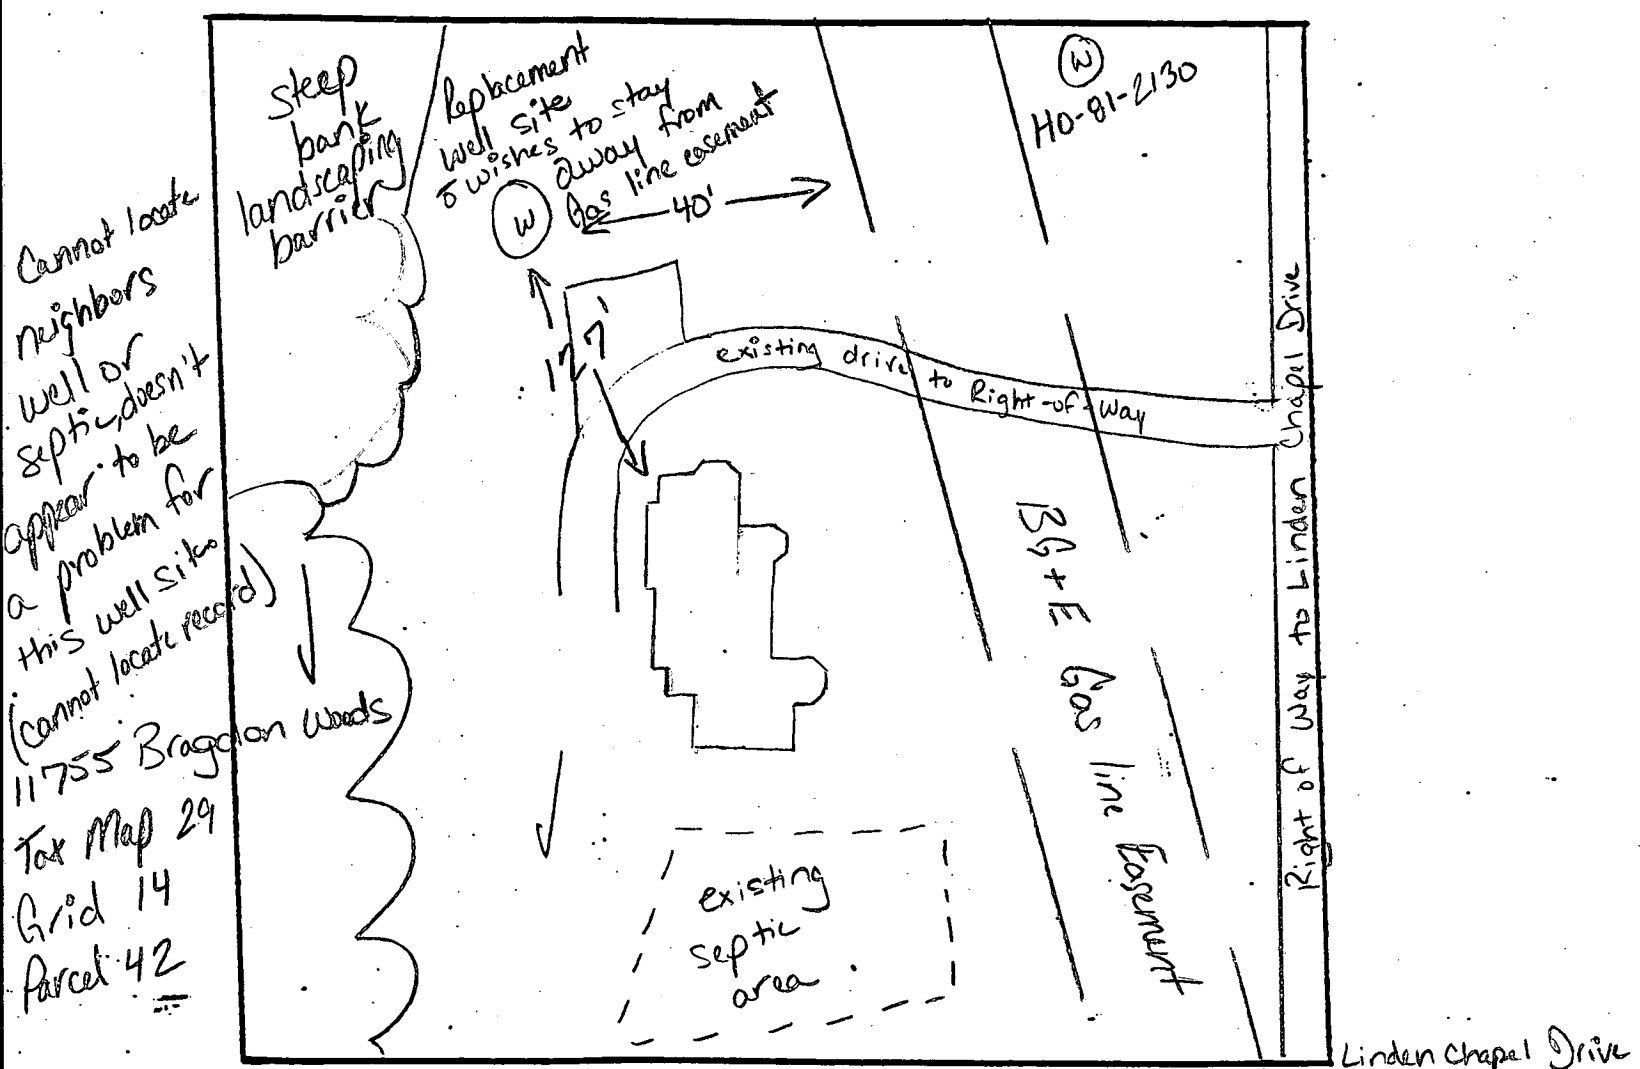 steep
bank
landscaping
barrier
Replacement
well site
wishes to stay
away from
Gas line easement
W
40'
W
HO-81-2130
127'
existing drive to Right-of-Way
Cannot locate
neighbors
well or
septic, doesn't
appear to be
a problem for
this well site
(cannot locate record)
11755 Bragdon Woods
Tax Map 29
Grid 14
Parcel 42
BG+E Gas line Easement
existing
septic
area
Right of Way to Linden Chapel Drive
Linden Chapel Drive